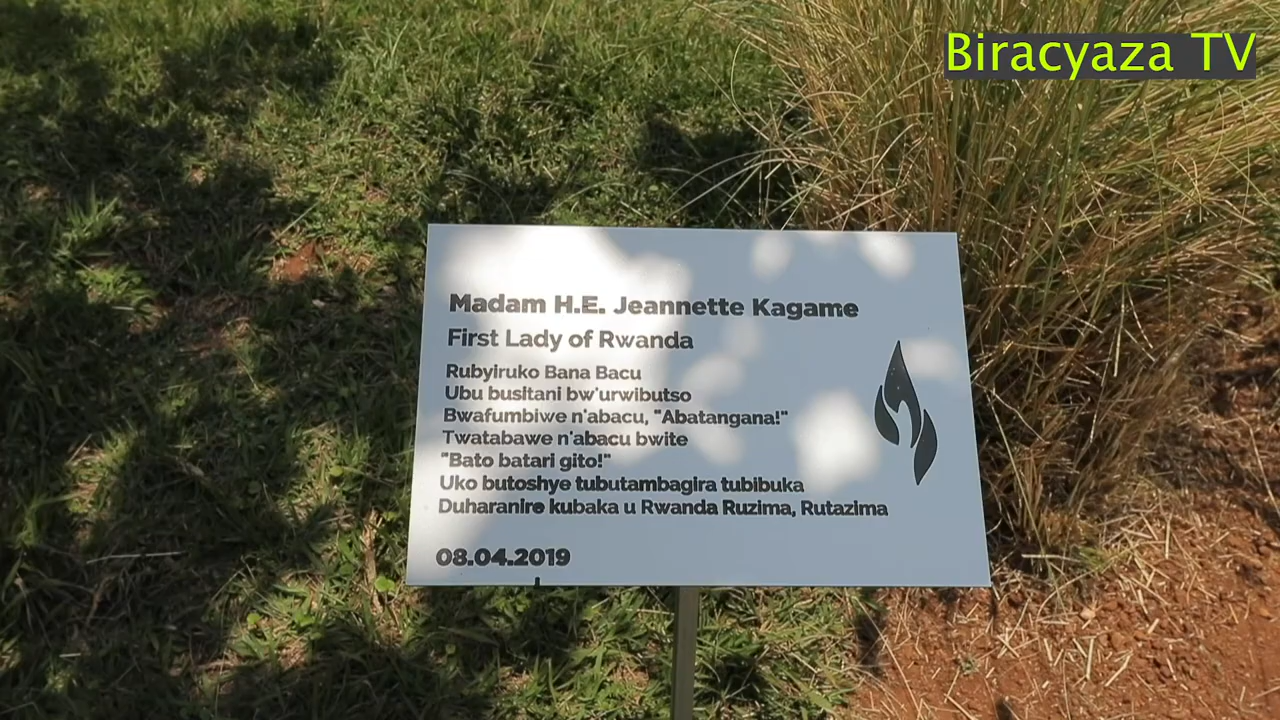 Biracyaza TV
Madam H.E. Jeannette Kagame
First Lady of Rwanda
Rubyiruko Bana Bacu
Ubu busitani bw'urwibutso
Bwafumbiwe n'abacu, "Abatangana!"
Twatabawe n'abacu bwite
"Bato batari gito!"
Uko butoshye tubutambagira tubibuka
Duharanire kubaka u Rwanda Ruzima, Rutazima
08.04.2019